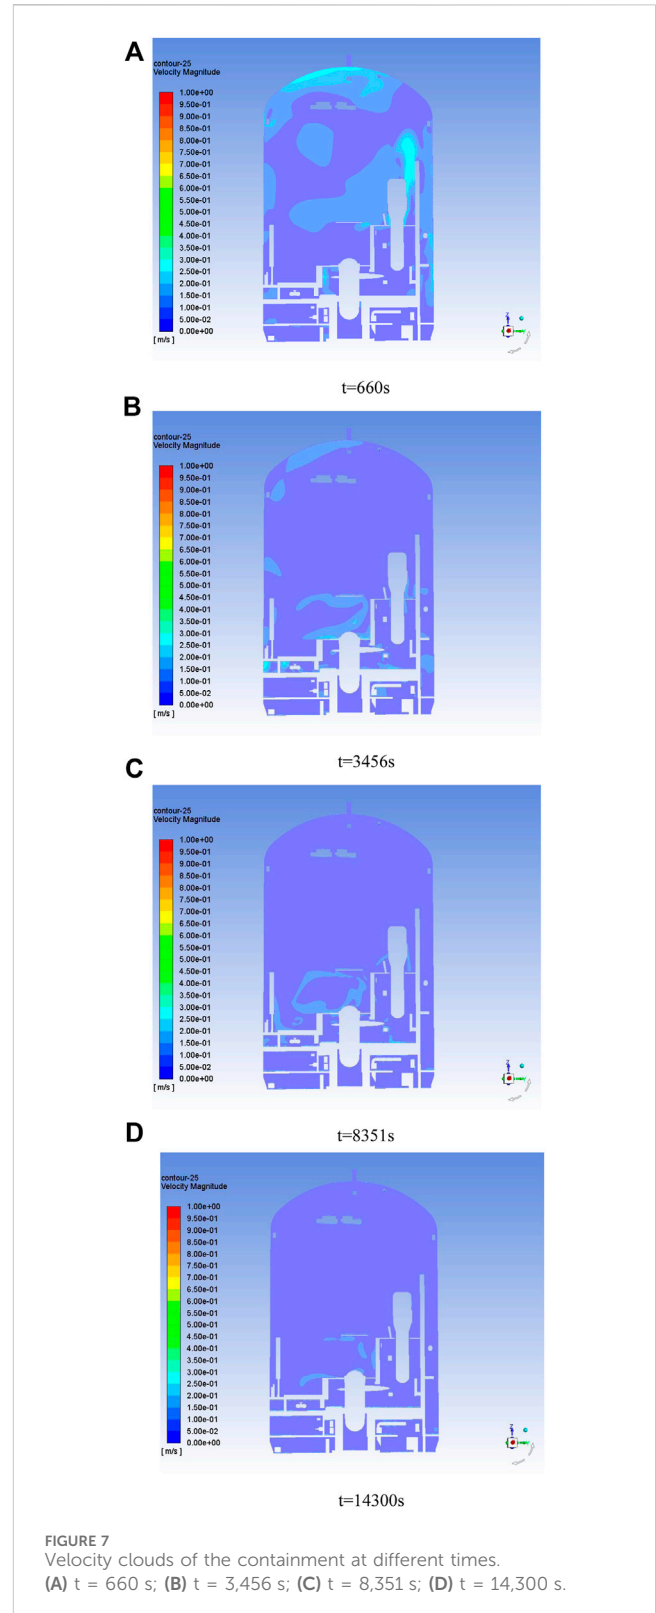 A
contour-25
Velocity Magnitude
1.00e+00
9.50e-01
9.00e-01
8.50e-01
8.00e-01
7.50e-01
7.00e-01
6.50e-01
6.00e-01
5.50e-01
5.00e-01
4.50e-01
4.00e-01
3.50e-01
3.00e-01
2.50e-01
2.00e-01
1.50e-01
1.00e-01
5.00e-02
0.00e+00
[ m/s ]
Z
t=660s
B
contour-25
Velocity Magnitude
1.00e+00
9.50e-01
9.00e-01
8.50e-01
8.00e-01
7.50e-01
7.00e-01
6.50e-01
6.00e-01
5.50e-01
5.00e-01
4.50e-01
4.00e-01
3.50e-01
3.00e-01
2.50e-01
2.00e-01
1.50e-01
1.00e-01
5.00e-02
0.00e+00
[ m/s ]
Z
t=3456s
C
contour-25
Velocity Magnitude
1.00e+00
9.50e-01
9.00e-01
8.50e-01
8.00e-01
7.50e-01
7.00e-01
6.50e-01
6.00e-01
5.50e-01
5.00e-01
4.50e-01
4.00e-01
3.50e-01
3.00e-01
2.50e-01
2.00e-01
1.50e-01
1.00e-01
5.00e-02
0.00e+00
[ m/s ]
Z
t=8351s
D
contour-25
Velocity Magnitude
1.00e+00
9.50e-01
9.00e-01
8.50e-01
8.00e-01
7.50e-01
7.00e-01
6.50e-01
6.00e-01
5.50e-01
5.00e-01
4.50e-01
4.00e-01
3.50e-01
3.00e-01
2.50e-01
2.00e-01
1.50e-01
1.00e-01
5.00e-02
0.00e+00
[ m/s ]
Z
t=14300s
FIGURE 7
Velocity clouds of the containment at different times.
(A) t = 660 s; (B) t = 3,456 s; (C) t = 8,351 s; (D) t = 14,300 s.